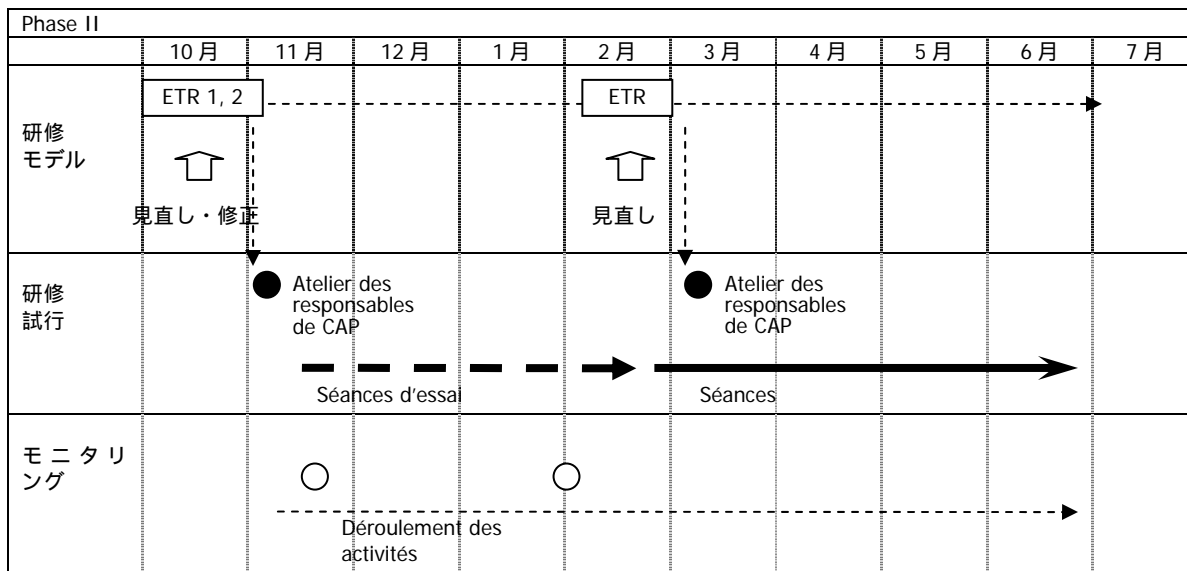 Phase II
10月 11月 12月 1月 2月 3月 4月 5月 6月 7月
ETR 1, 2 ETR
研修
モデル
見直し・修正 見直し
研修
試行
Atelier des
responsables
de CAP
Atelier des
responsables
de CAP
Séances d'essai Séances
モニタリ
ング
Déroulement des
activités